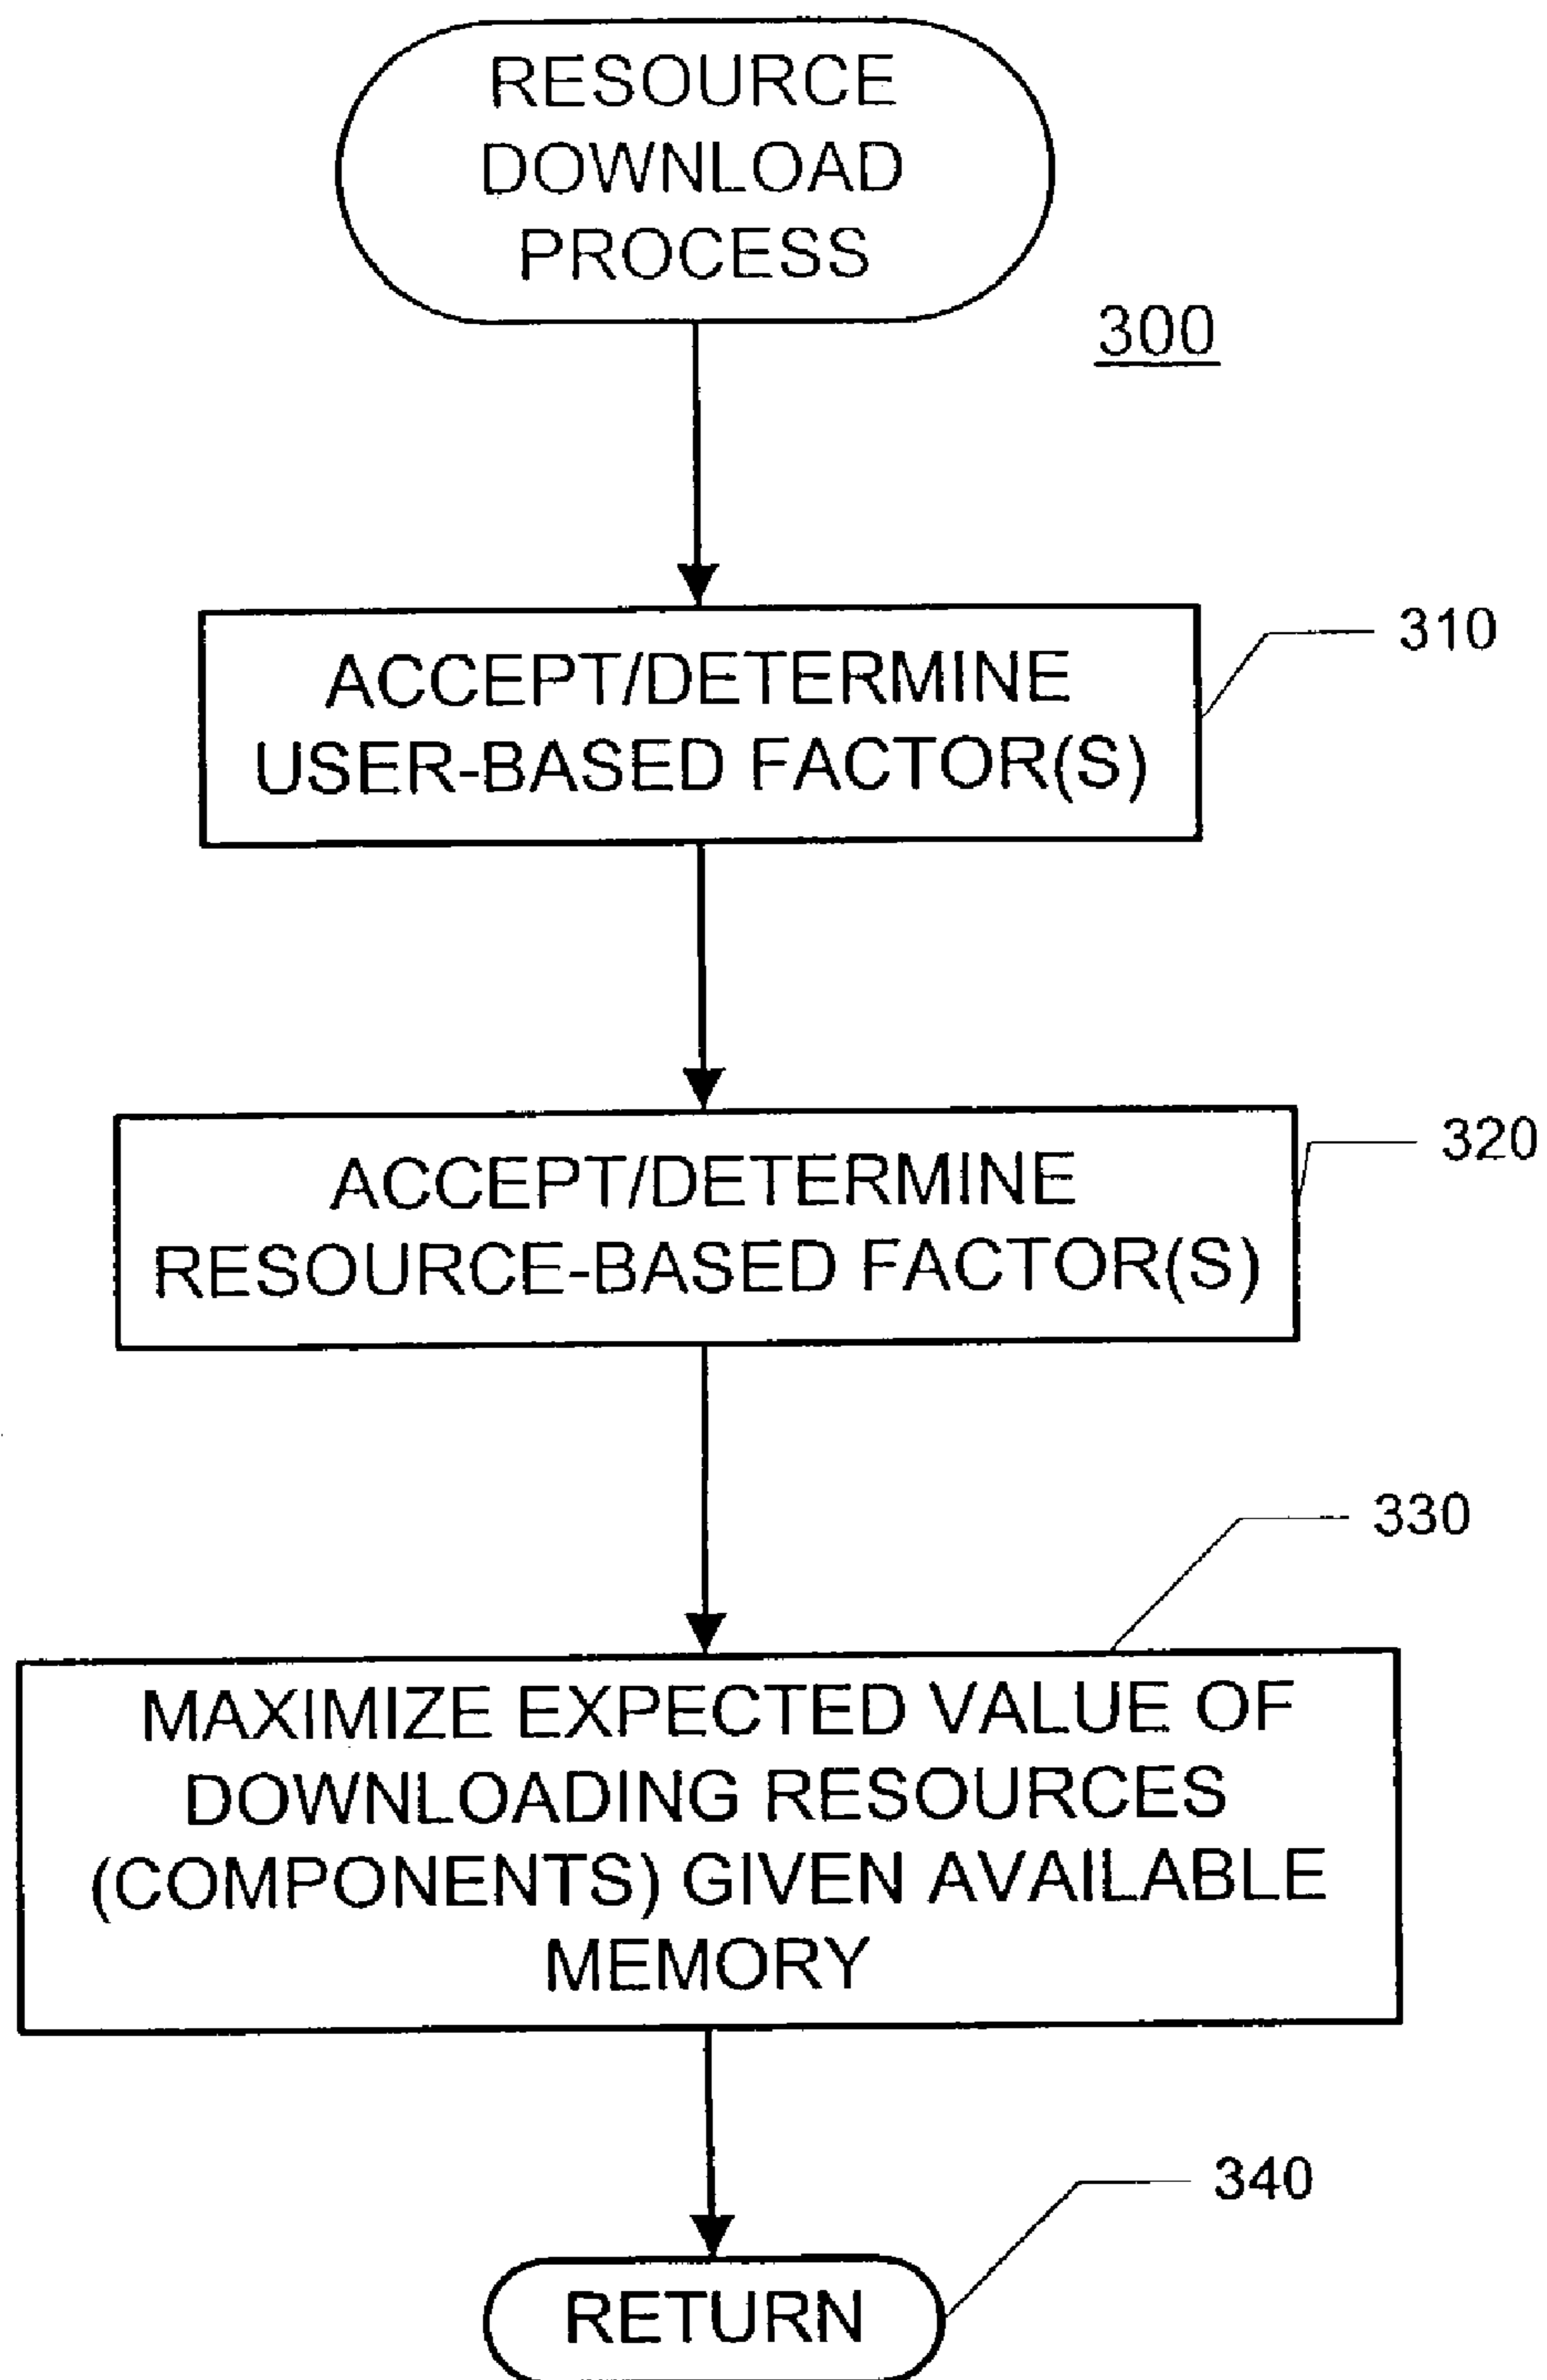 RESOURCE
DOWNLOAD
PROCESS
300
310
ACCEPT/DETERMINE
USER-BASED FACTOR(S)
320
ACCEPT/DETERMINE
RESOURCE-BASED FACTOR(S)
330
MAXIMIZE EXPECTED VALUE OF
DOWNLOADING RESOURCES
(COMPONENTS) GIVEN AVAILABLE
MEMORY
340
RETURN